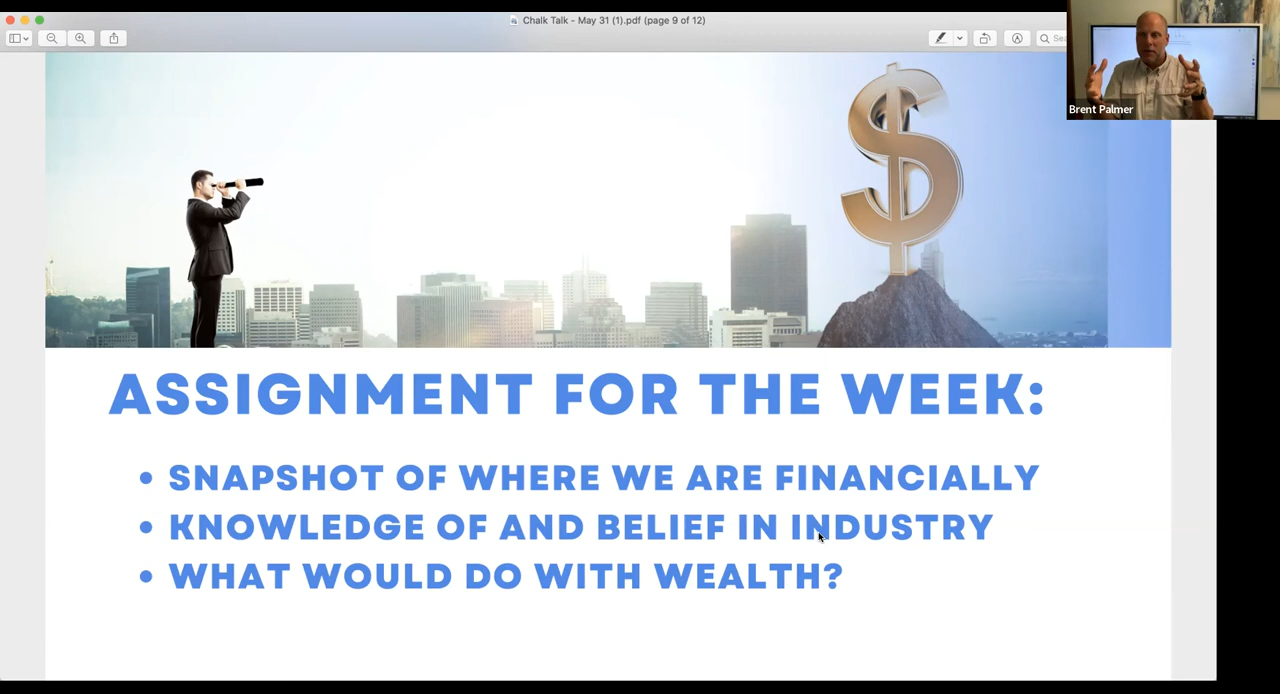 Chalk Talk - May 31 (1).pdf (page 9 of 12)
Brent Palmer
$
ASSIGNMENT FOR THE WEEK:
• SNAPSHOT OF WHERE WE ARE FINANCIALLY
• KNOWLEDGE OF AND BELIEF IN INDUSTRY
• WHAT WOULD DO WITH WEALTH?